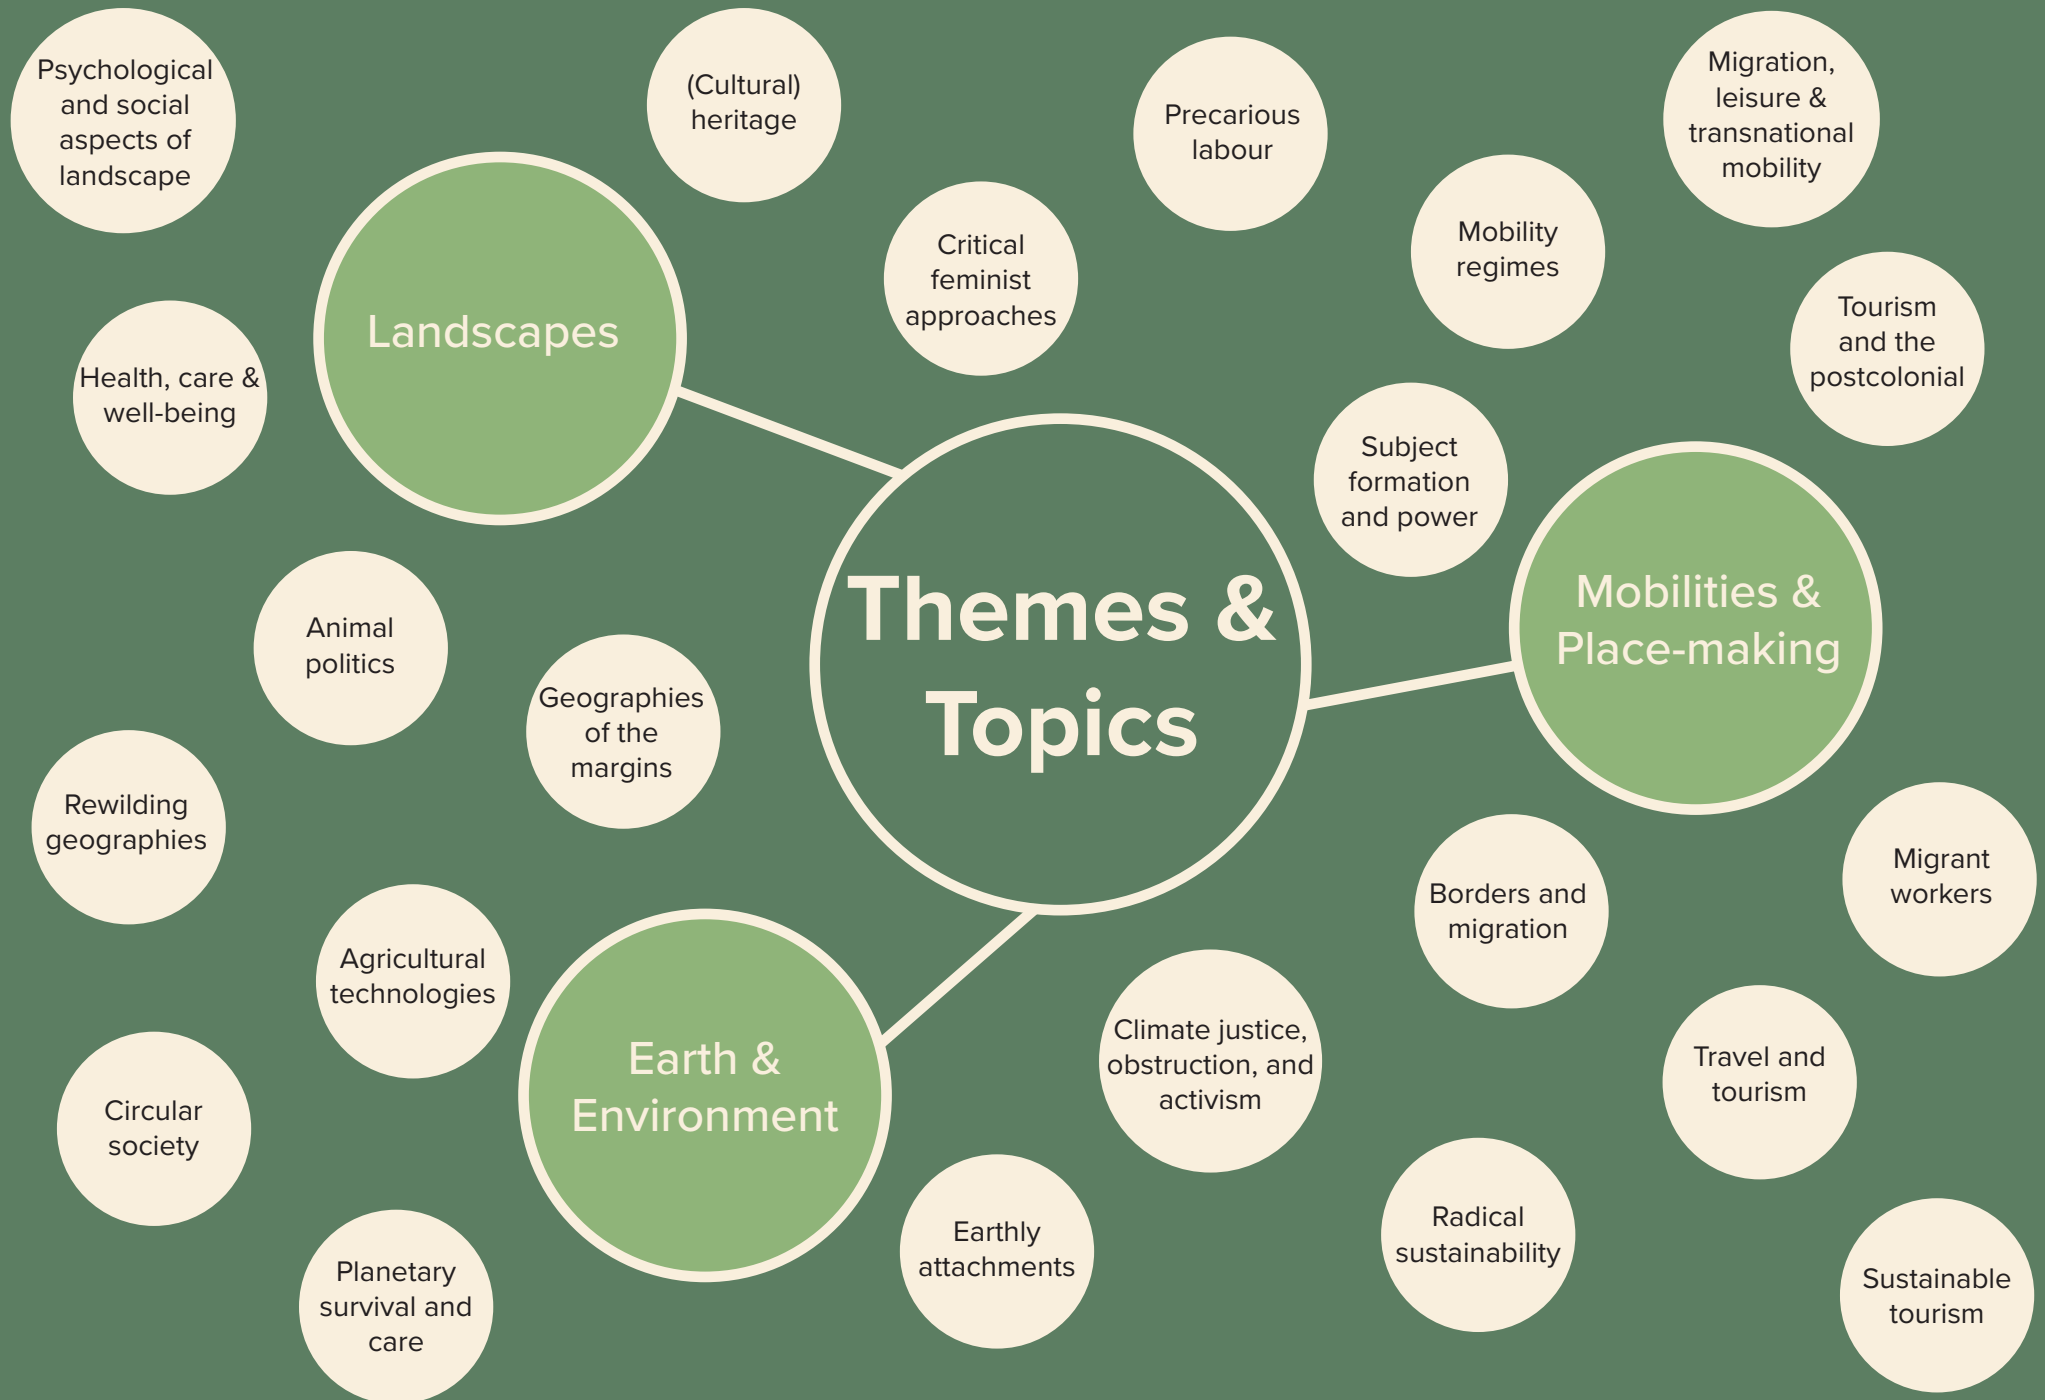 Psychological
and social
aspects of
landscape
(Cultural)
heritage
Precarious
labour
Migration,
leisure &
transnational
mobility
Critical
feminist
approaches
Mobility
regimes
Tourism
and the
postcolonial
Landscapes
Health, care &
well-being
Subject
formation
and power
Themes &
Topics
Mobilities &
Place-making
Animal
politics
Geographies
of the
margins
Rewilding
geographies
Agricultural
technologies
Borders and
migration
Migrant
workers
Earth &
Environment
Climate justice,
obstruction, and
activism
Travel and
tourism
Circular
society
Planetary
survival and
care
Earthly
attachments
Radical
sustainability
Sustainable
tourism